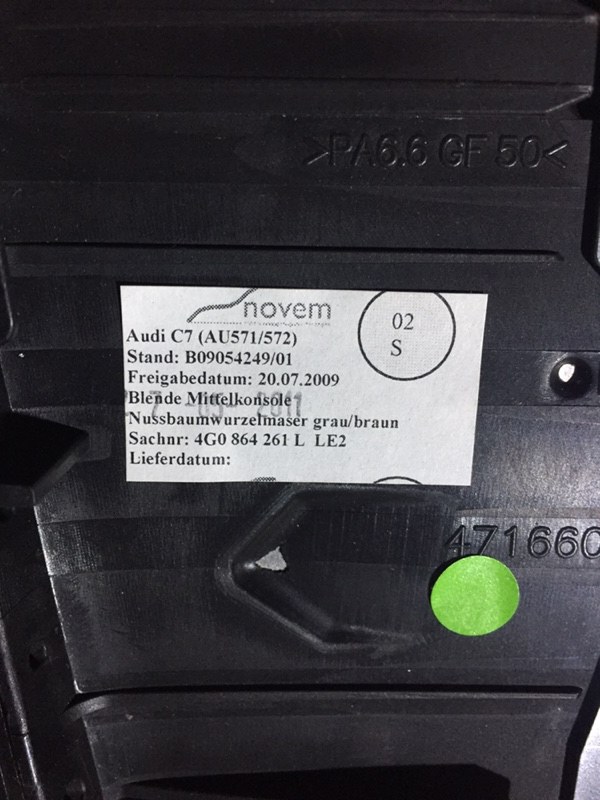 >PA6.6 GF 50<
novem
02
S
Audi C7 (AU571/572)
Stand: B09054249/01
Freigabedatum: 20.07.2009
Blende Mittelkonsole
Nussbaumwurzelmaser grau/braun
Sachnr: 4G0 864 261 L LE2
Lieferdatum:
471660